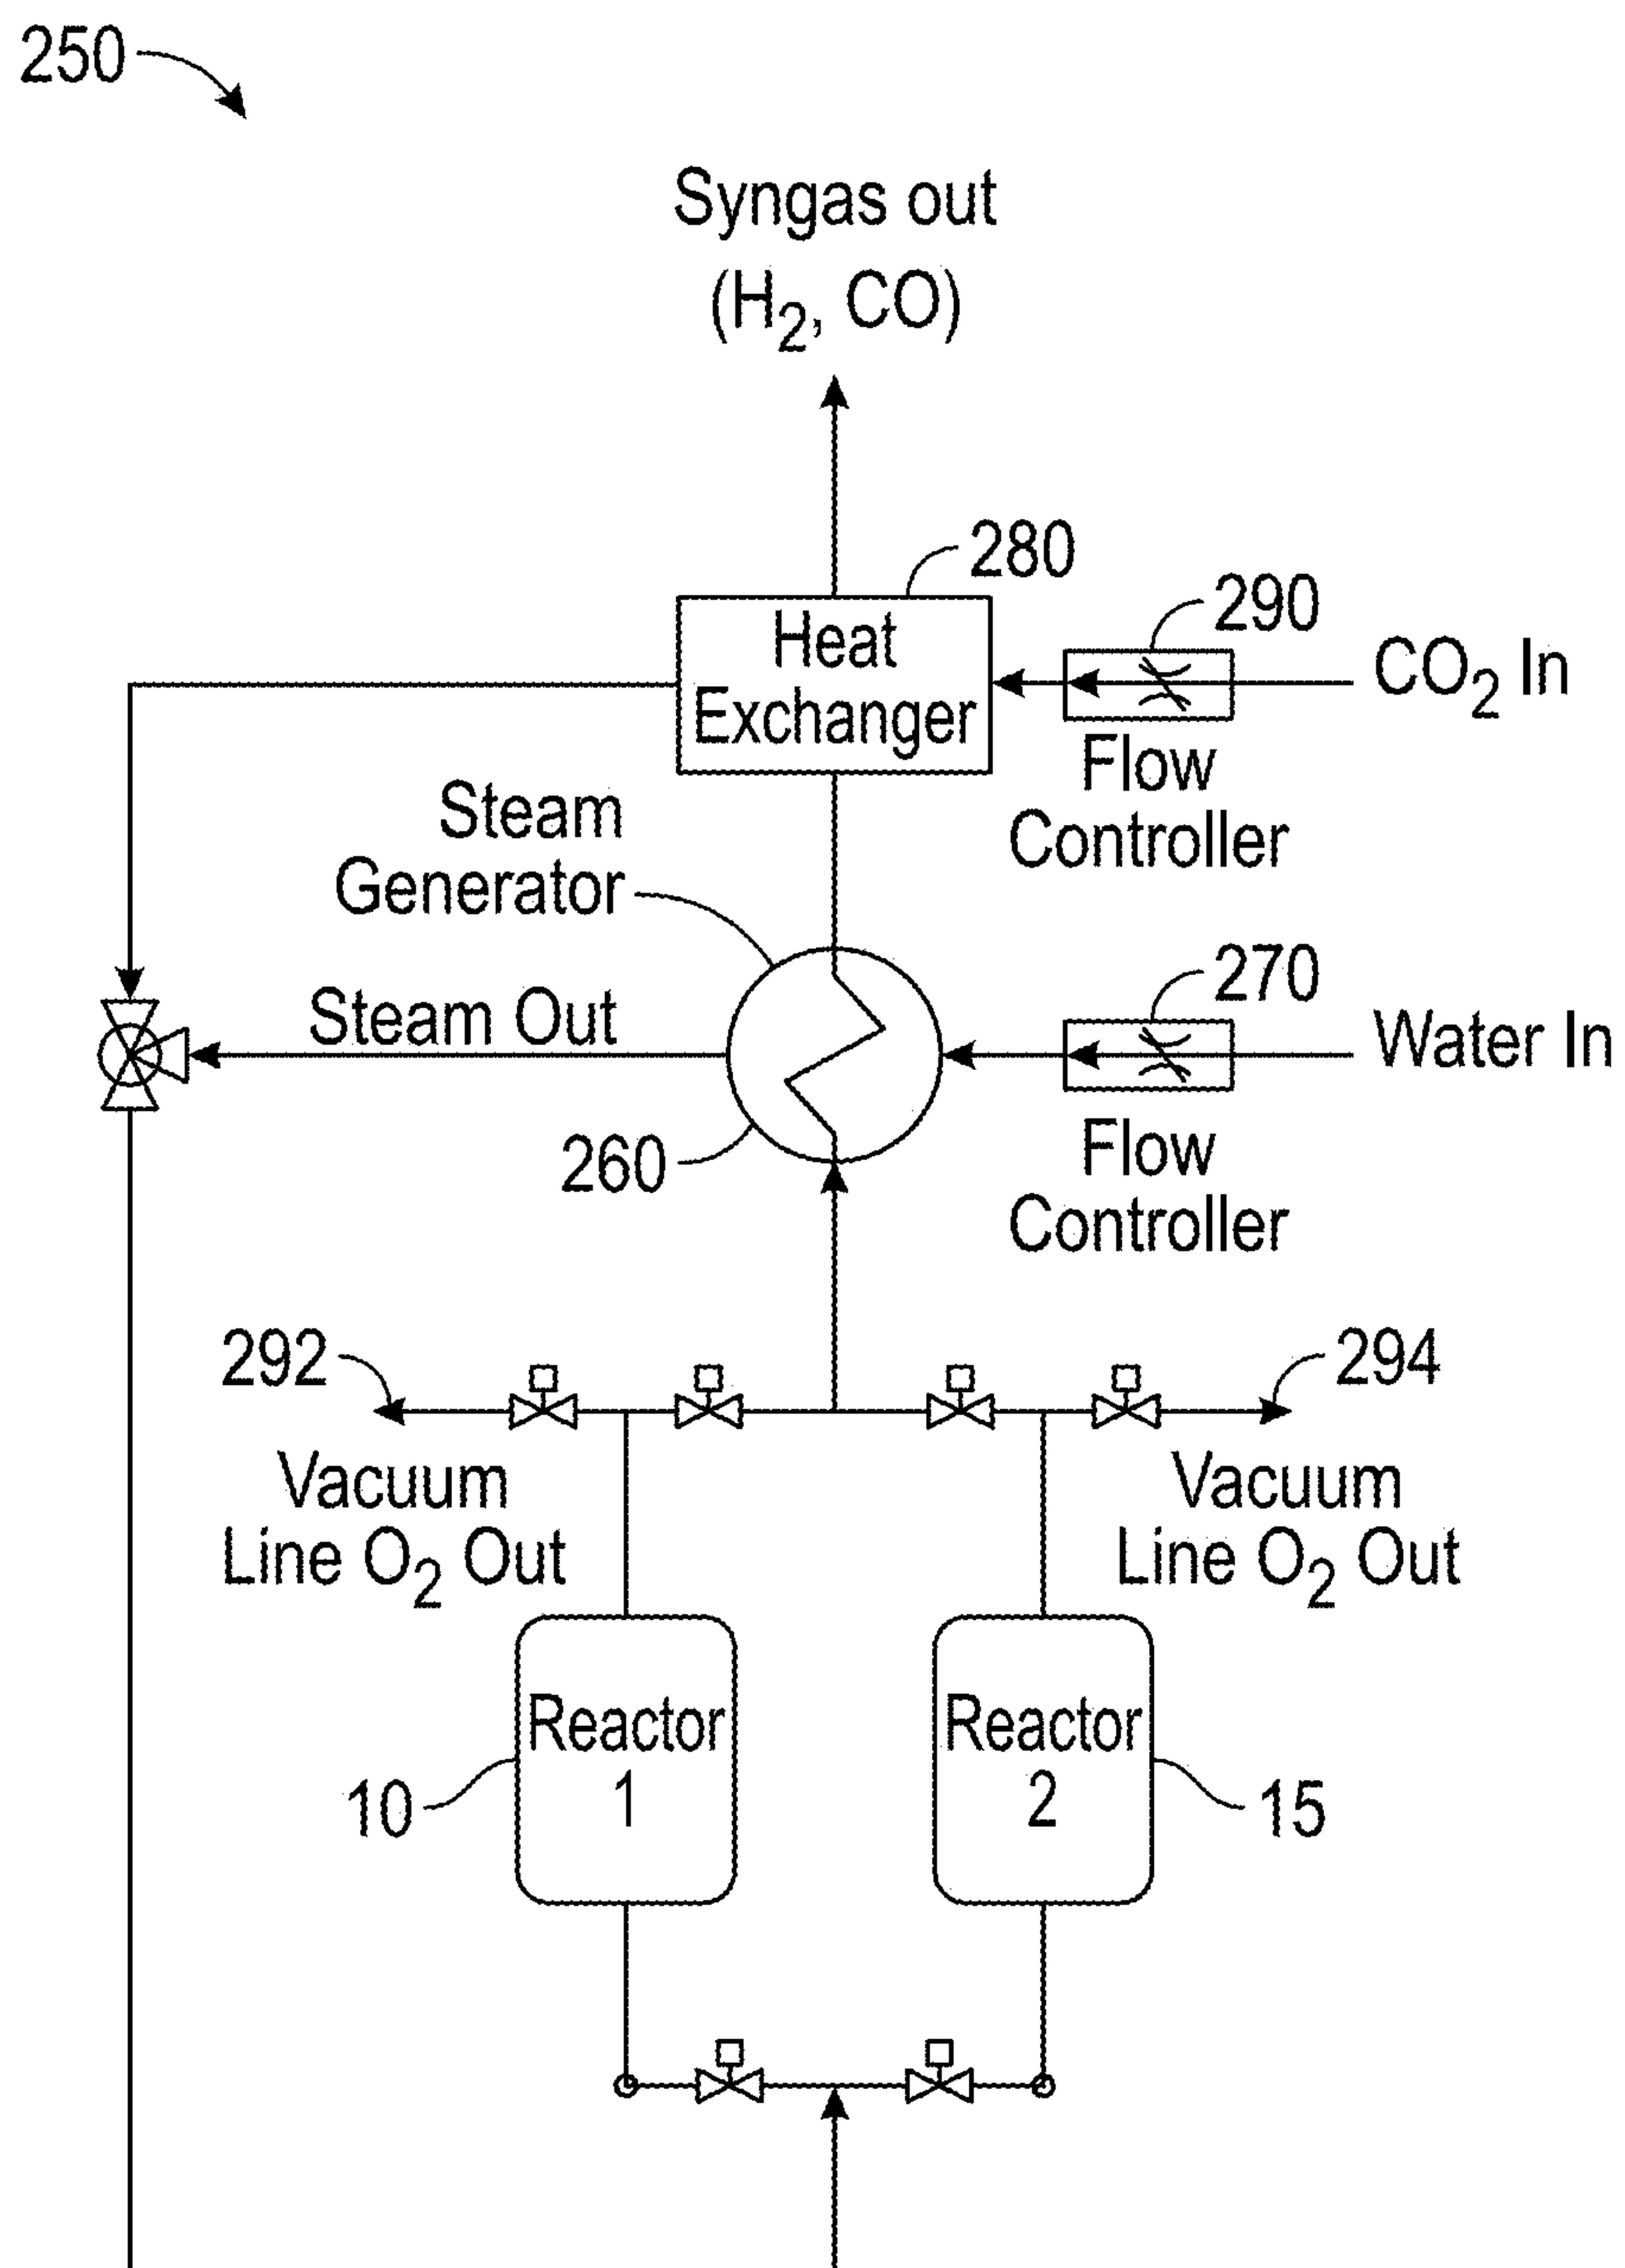 250
Syngas out
(H₂, CO)
280
Heat
Exchanger
290
CO₂ In
Flow
Controller
Steam
Generator
270
Water In
Steam Out
260
Flow
Controller
292
294
Vacuum
Line O₂ Out
Vacuum
Line O₂ Out
Reactor
1
10
Reactor
2
15